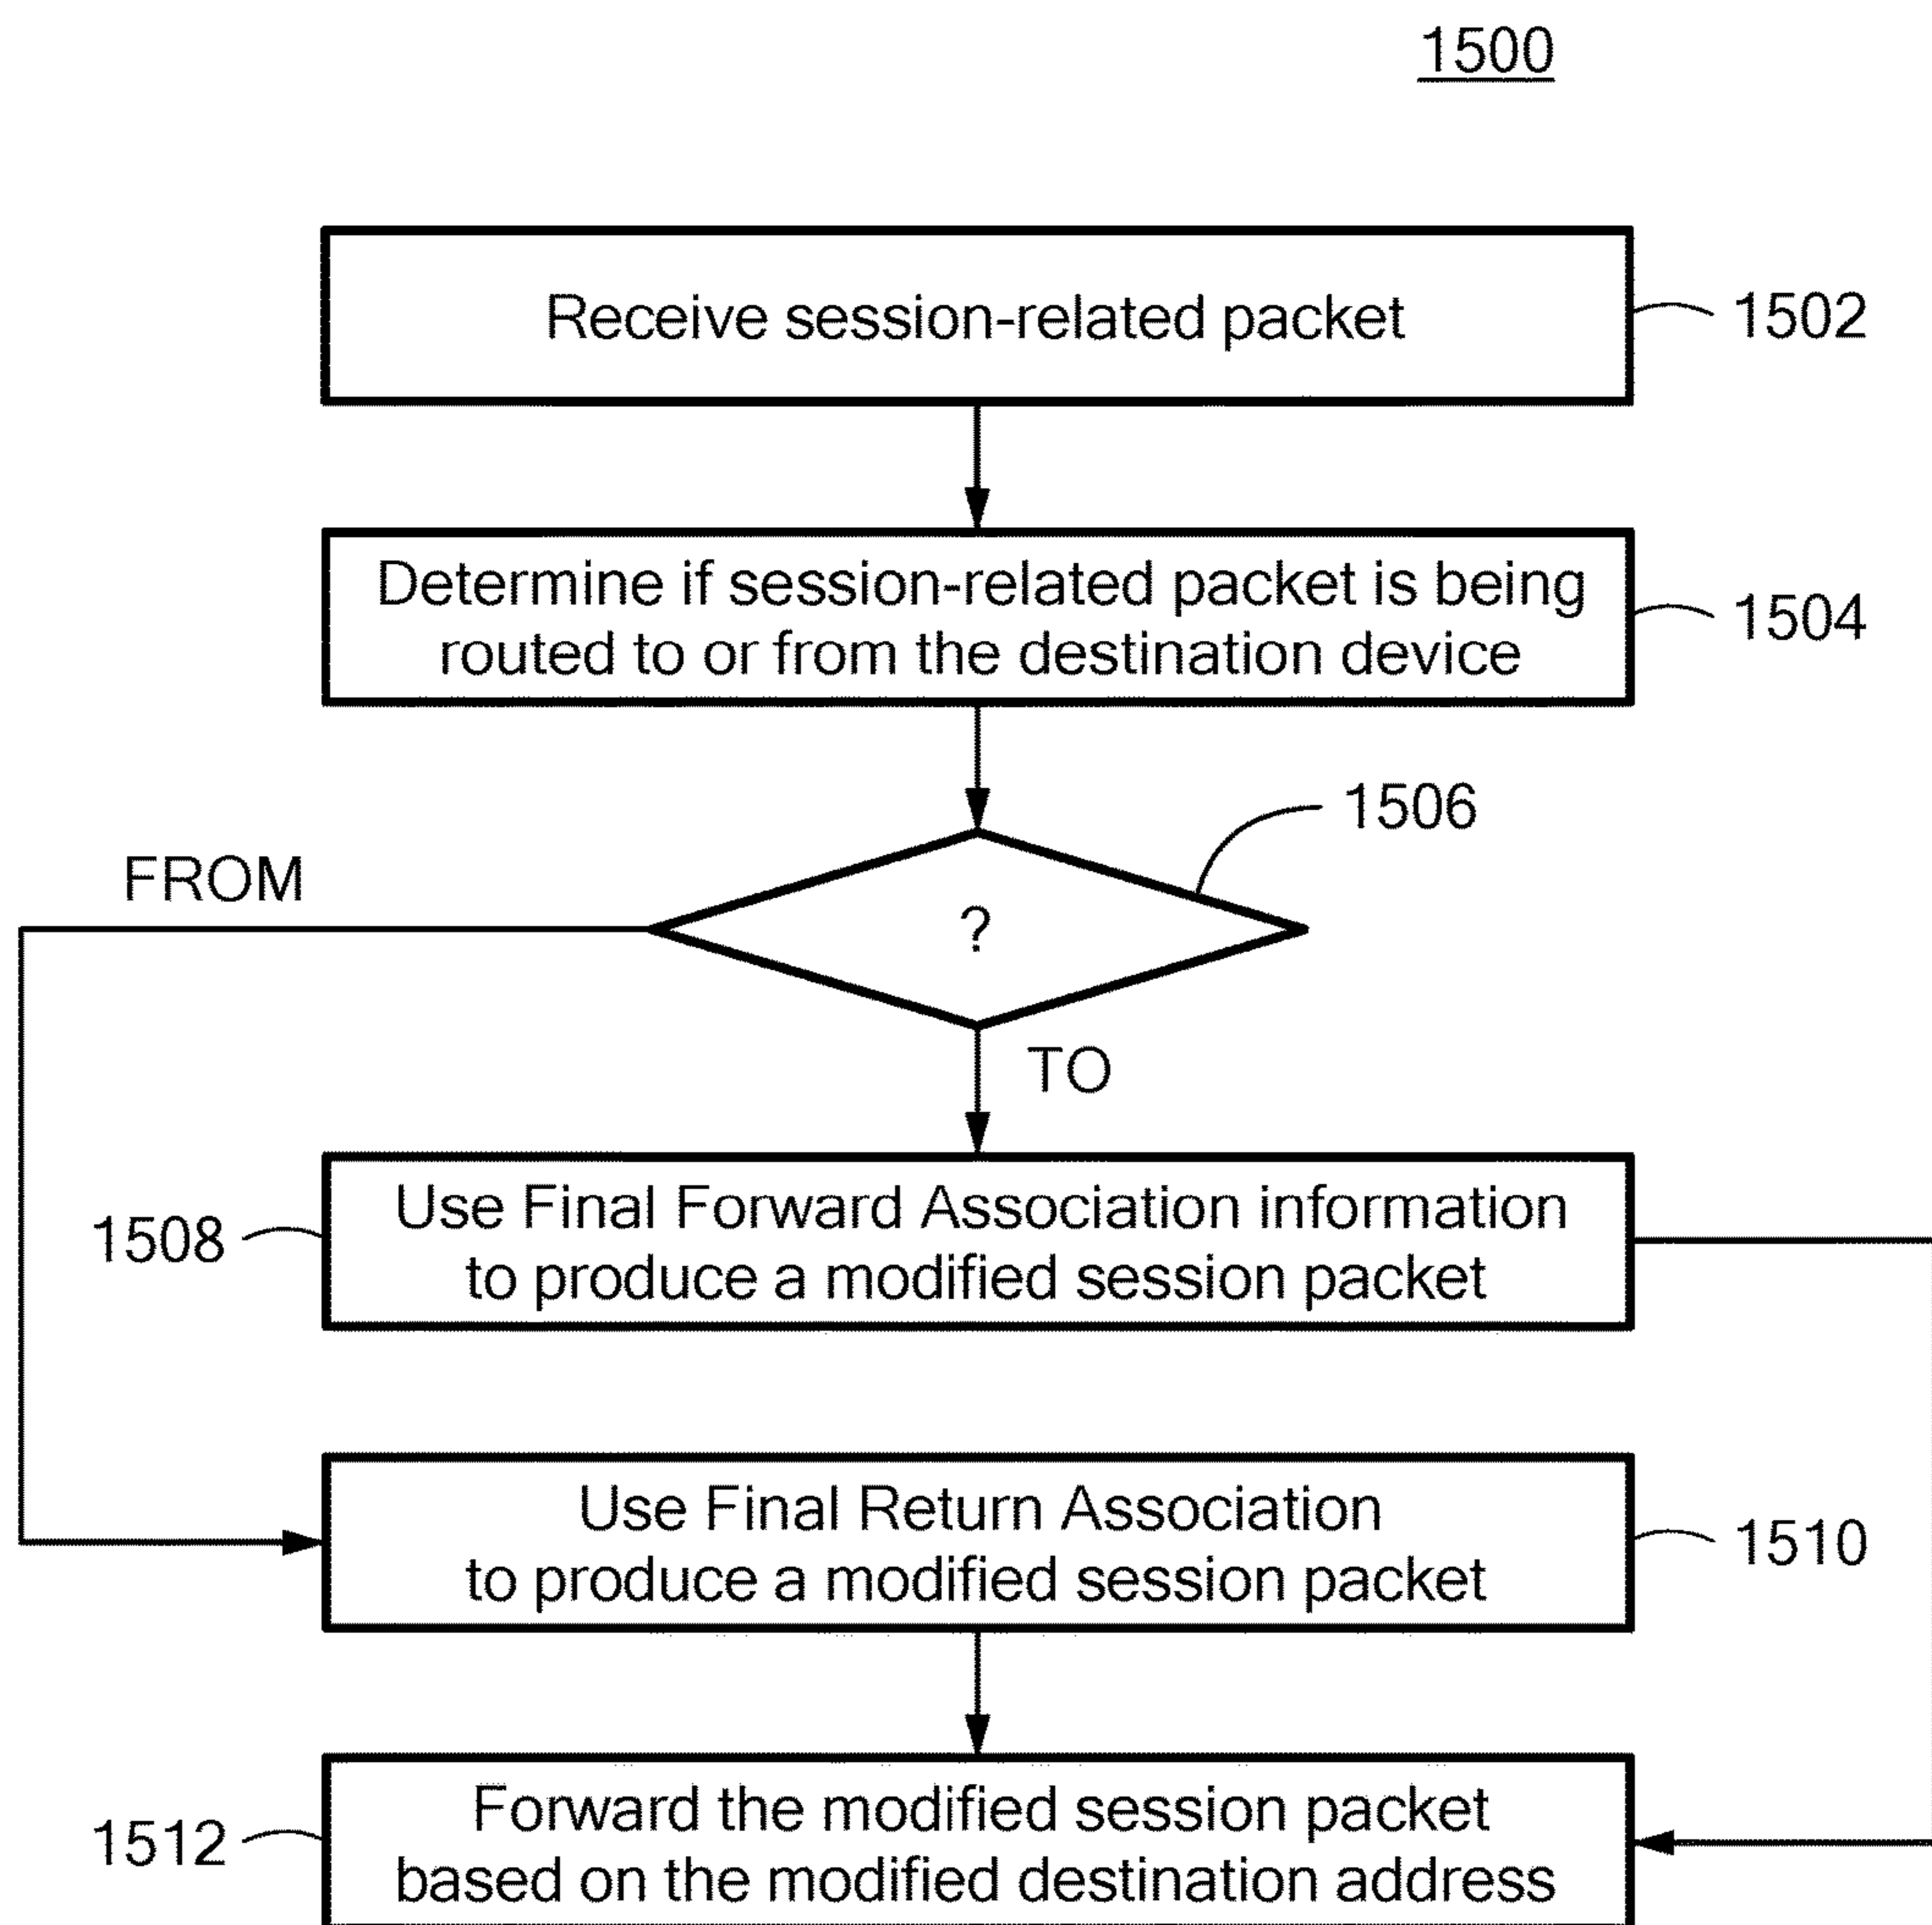 1500
Receive session-related packet
1502
Determine if session-related packet is being
routed to or from the destination device
1504
1506
FROM
?
TO
1508
Use Final Forward Association information
to produce a modified session packet
Use Final Return Association
to produce a modified session packet
1510
1512
Forward the modified session packet
based on the modified destination address